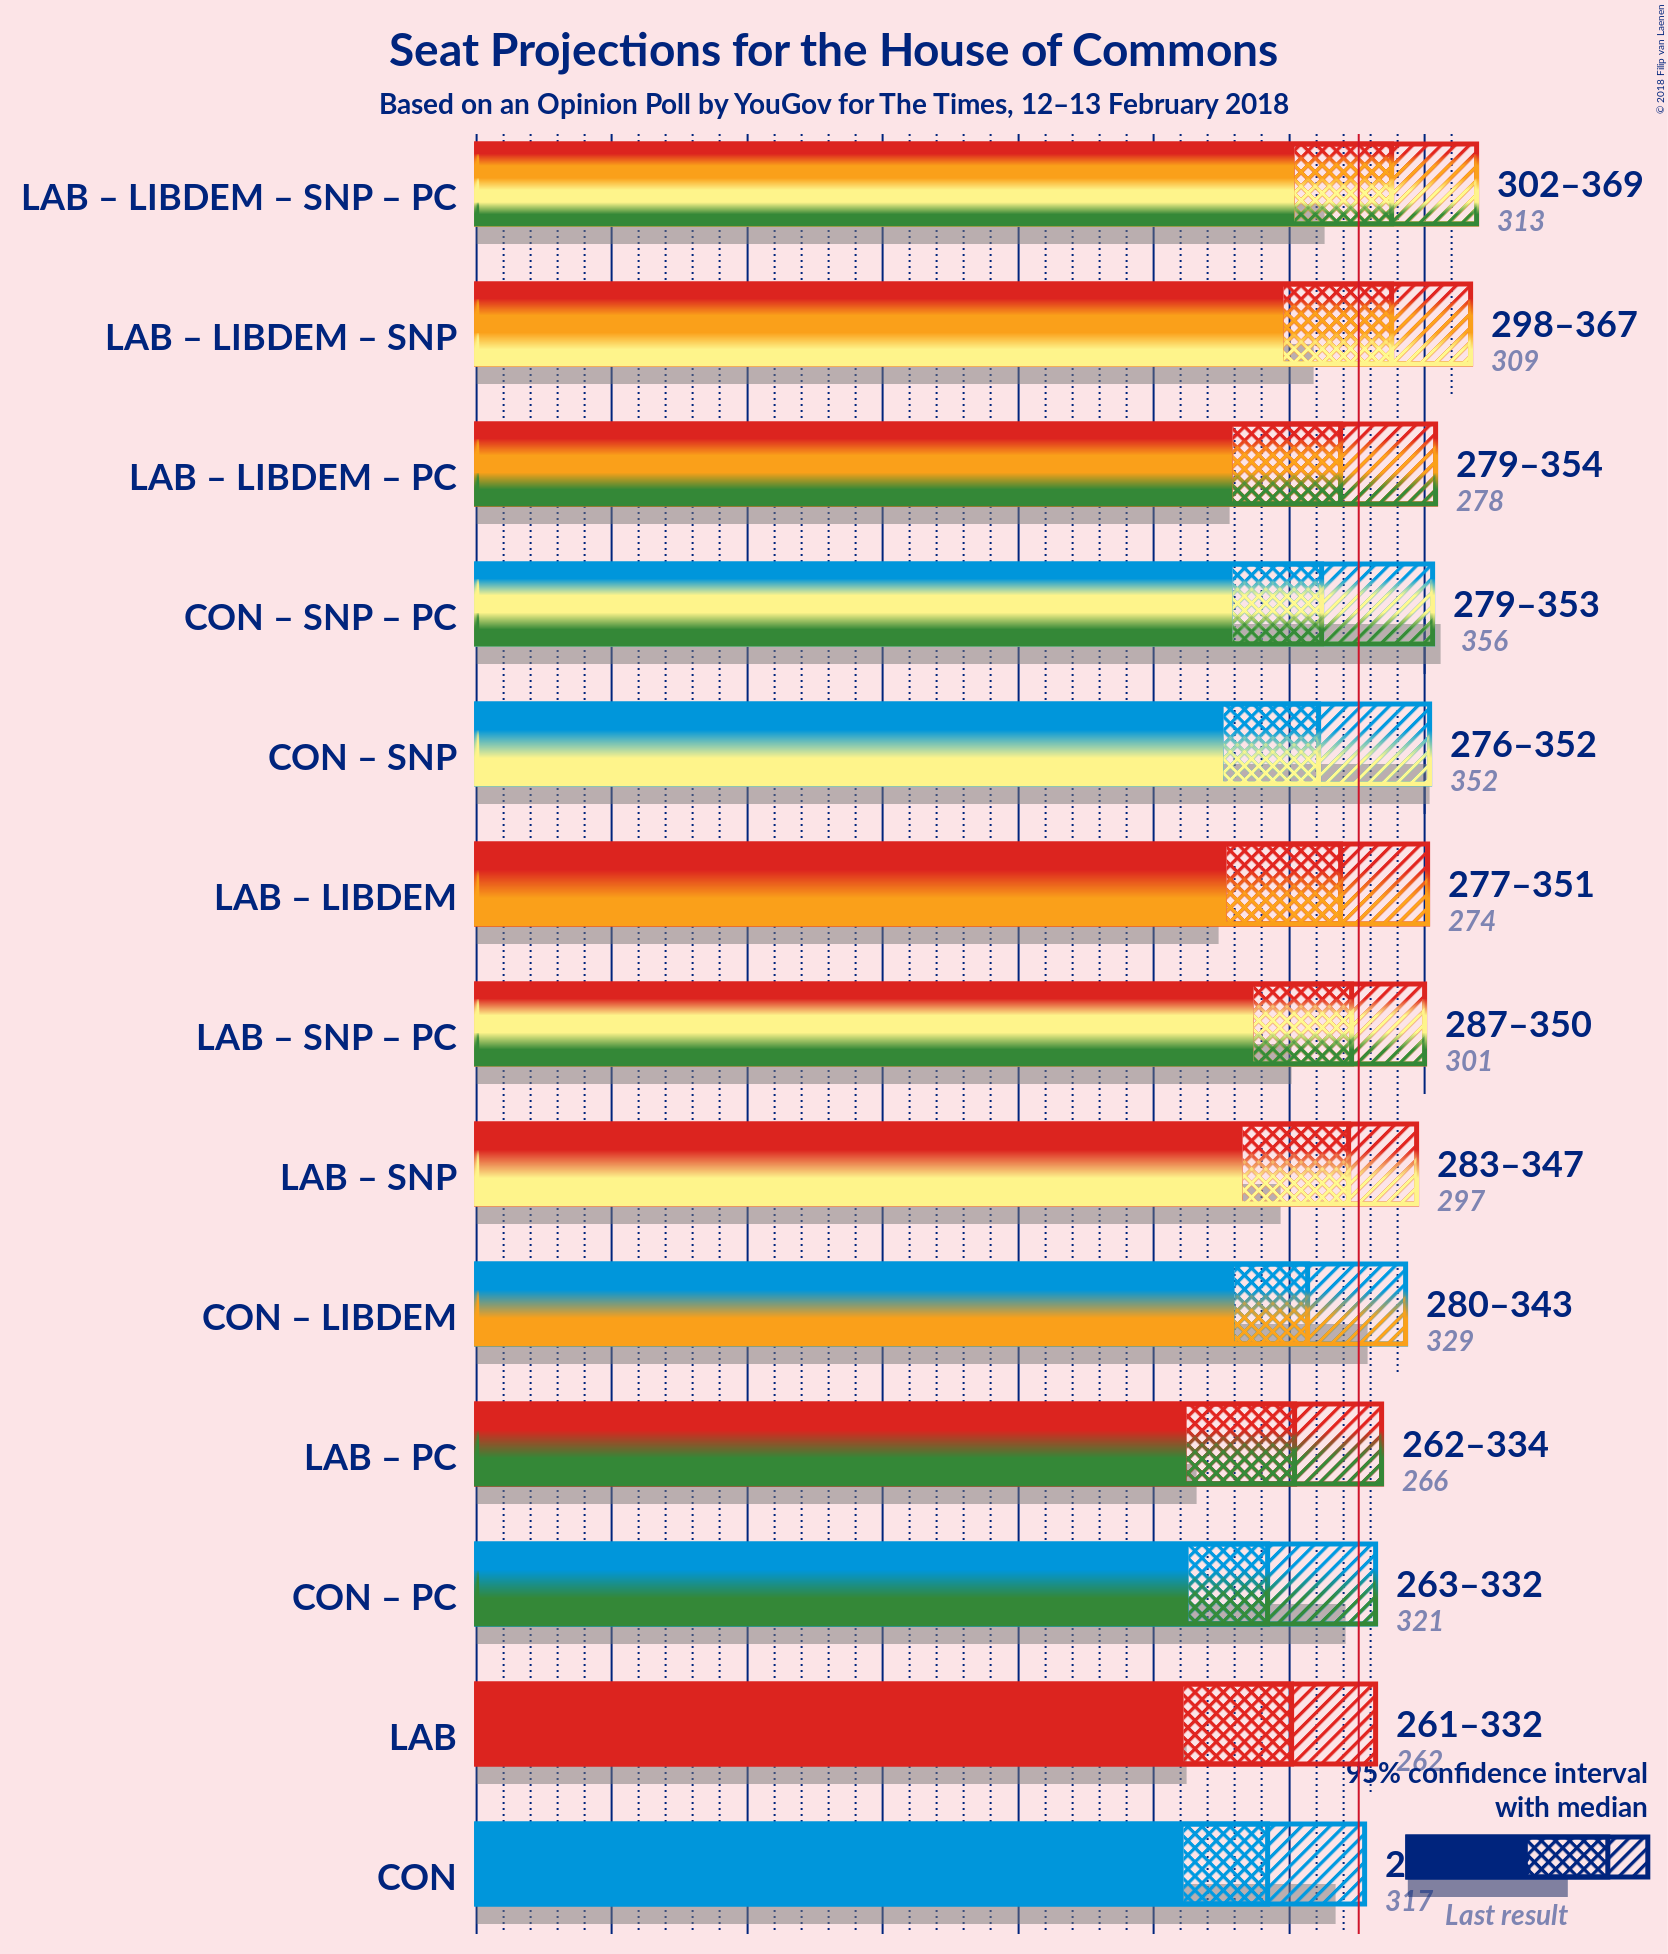 Seat Projections for the House of Commons
Based on an Opinion Poll by YouGov for The Times, 12–13 February 2018
© 2018 Filip van Laenen
LAB – LIBDEM – SNP – PC
302–369
313
LAB – LIBDEM – SNP
298–367
309
LAB – LIBDEM – PC
279–354
278
CON – SNP – PC
279–353
356
CON – SNP
276–352
352
LAB – LIBDEM
277–351
274
LAB – SNP – PC
287–350
301
LAB – SNP
283–347
297
CON – LIBDEM
280–343
329
LAB – PC
262–334
266
CON – PC
263–332
321
LAB
261–332
262
95% confidence interval
with median
CON
317
Last result